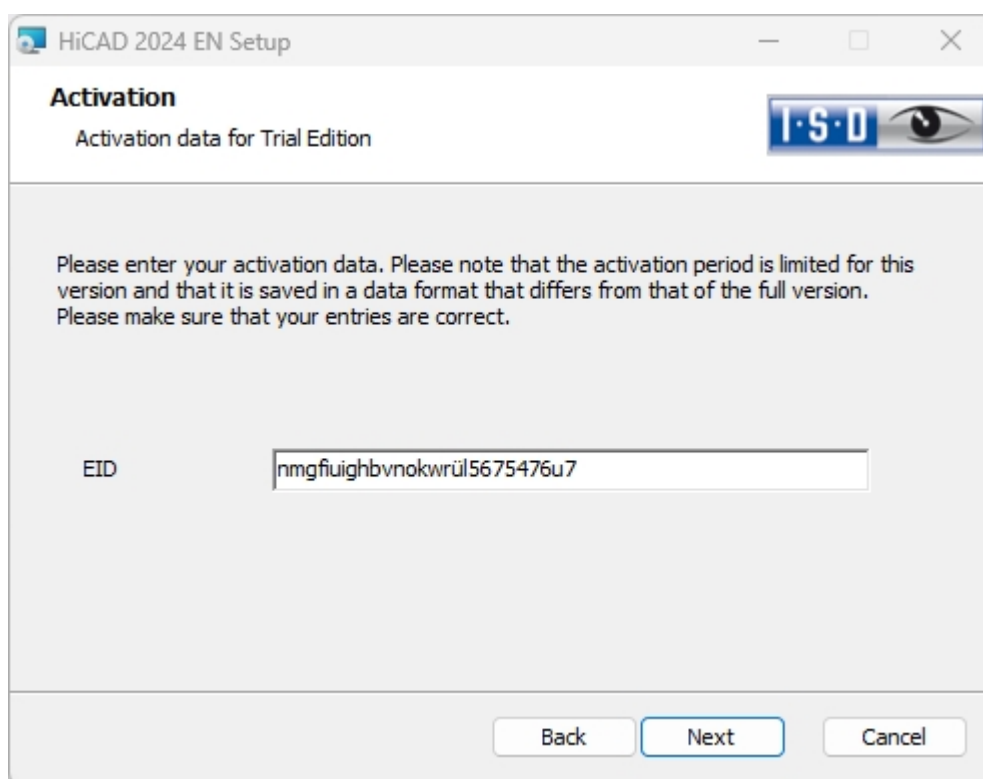 HiCAD 2024 EN Setup
Activation
Activation data for Trial Edition
I·S·D
Please enter your activation data. Please note that the activation period is limited for this
version and that it is saved in a data format that differs from that of the full version.
Please make sure that your entries are correct.
EID
nmgfiuighbvnokwrül5675476u7
Back
Next
Cancel